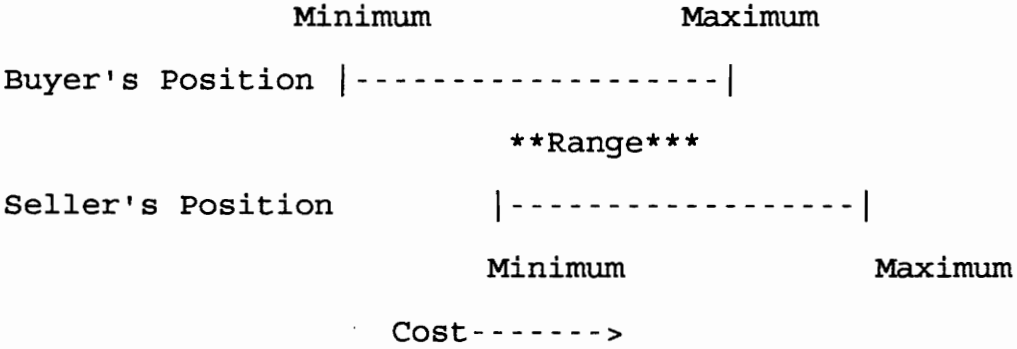 Minimum Maximum
Buyer's Position |-------------------|
**Range***
Seller's Position |------------------|
Minimum Maximum
Cost------->